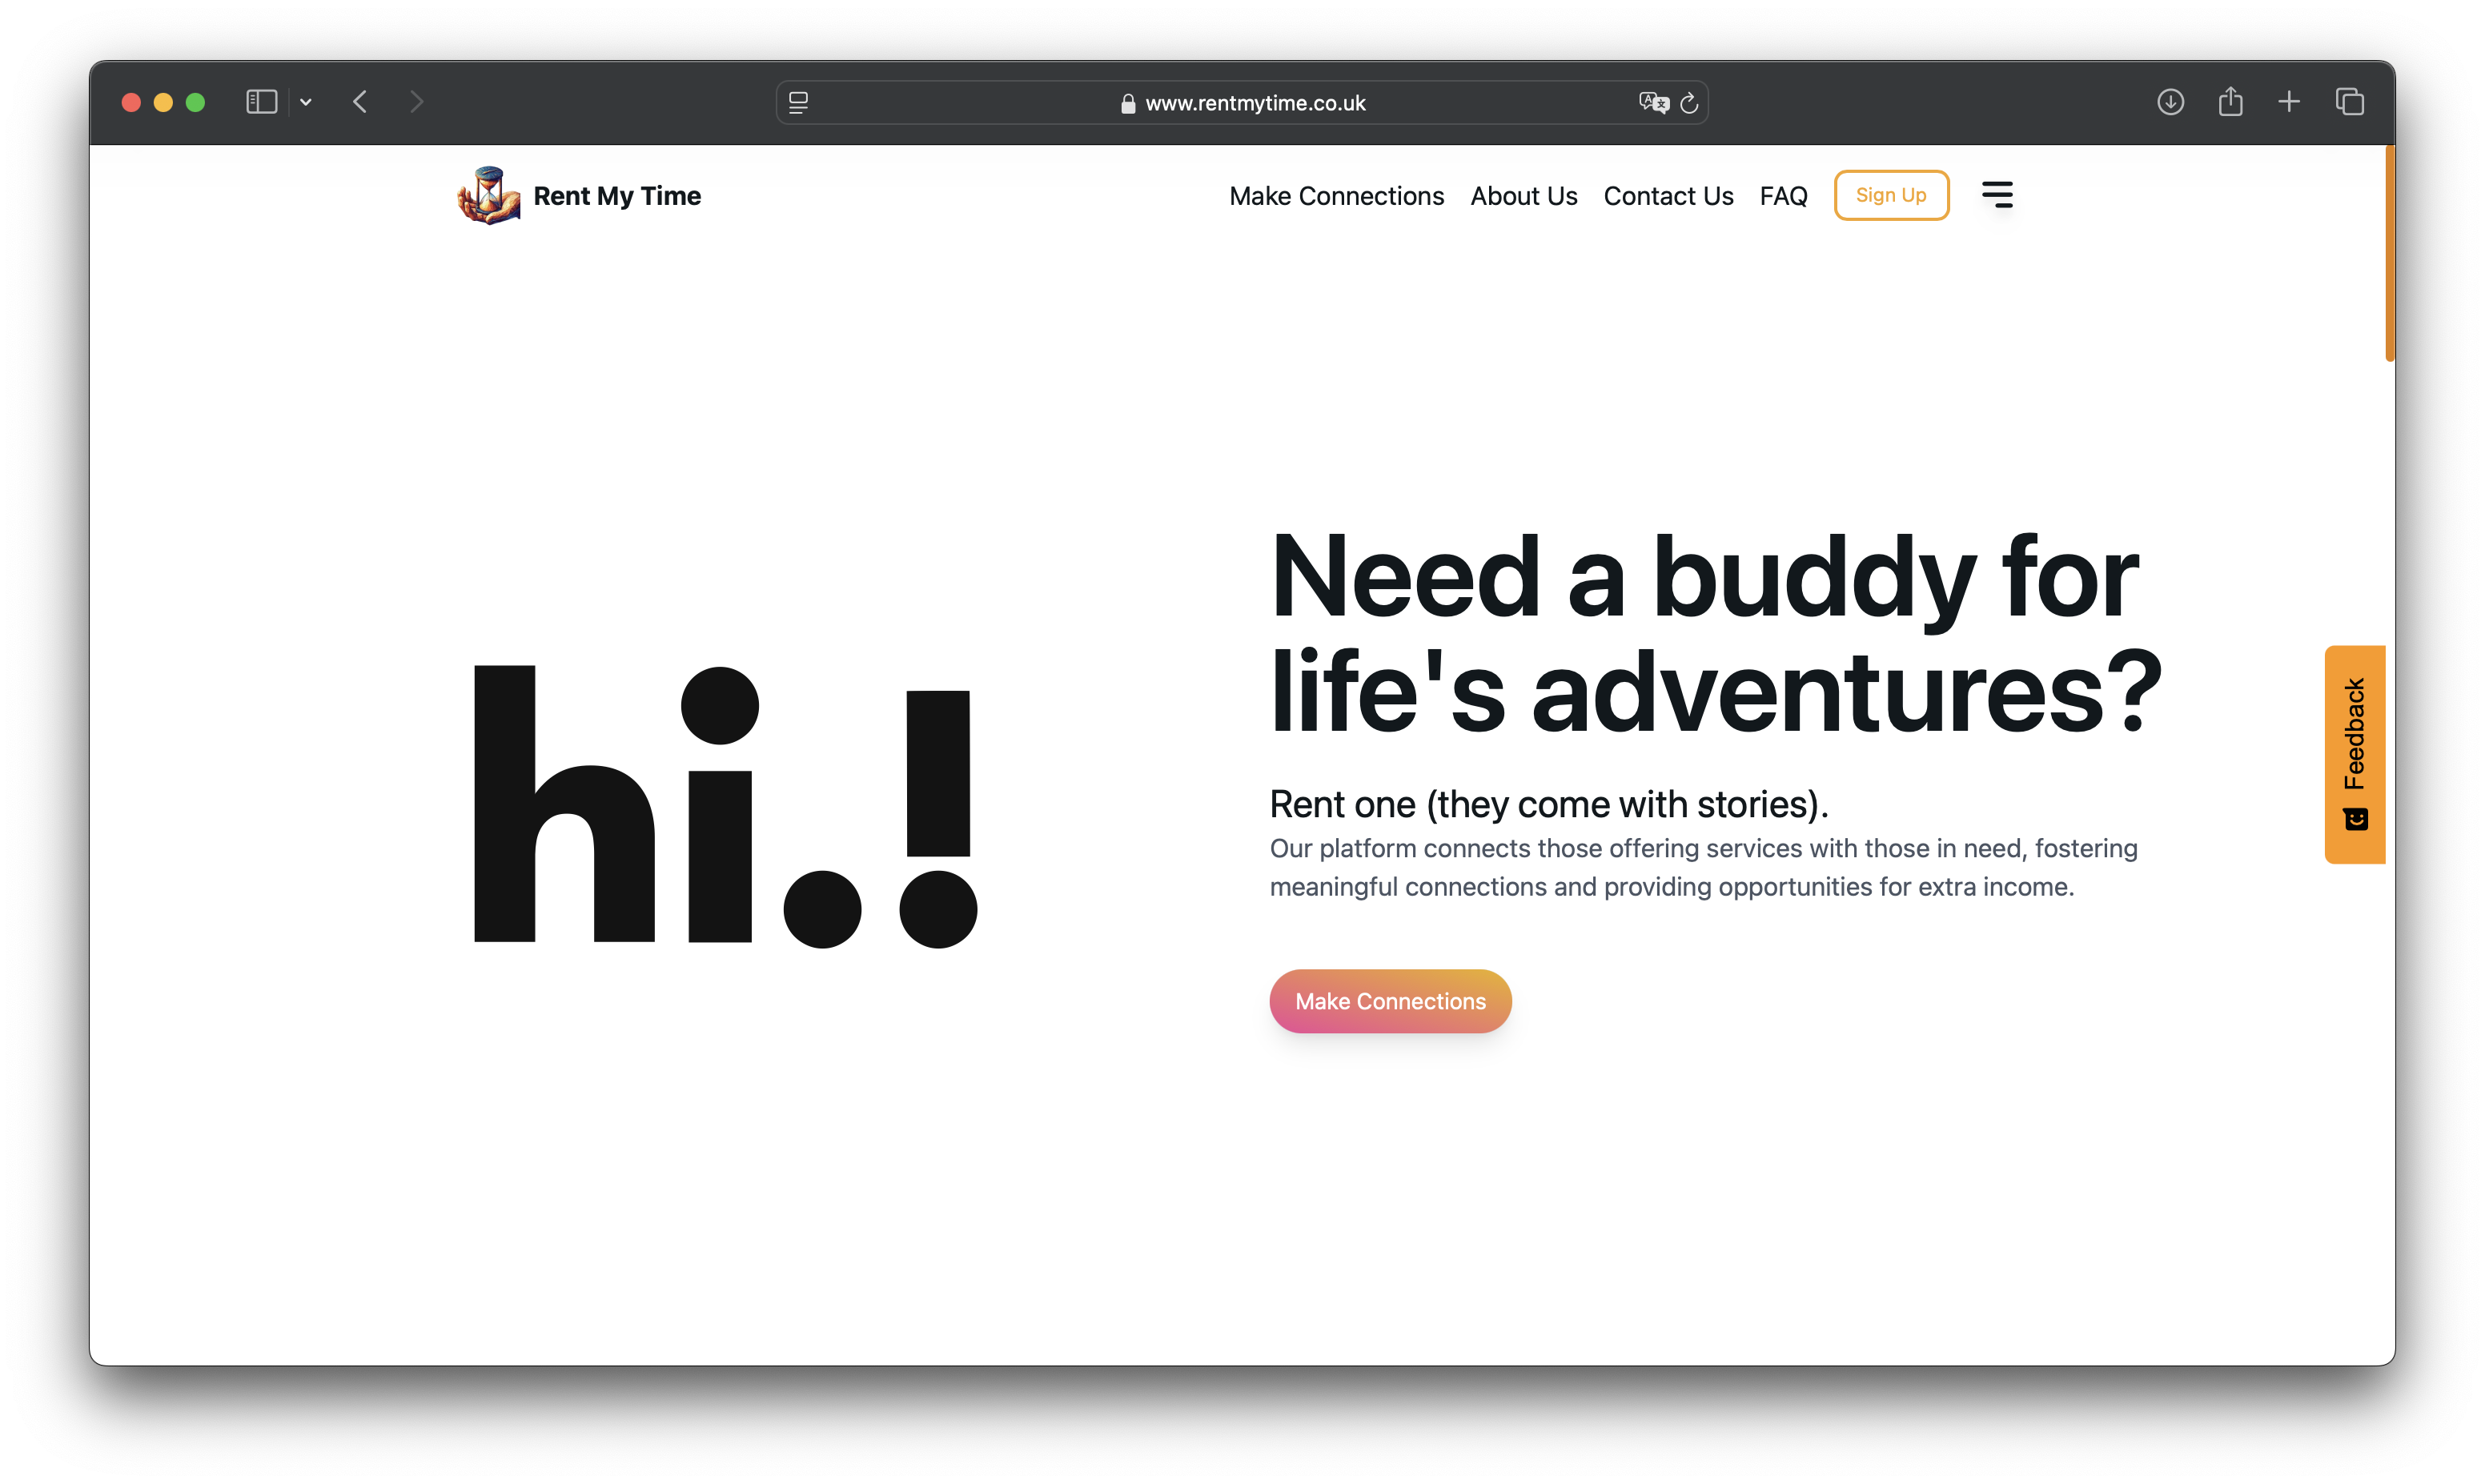 www.rentmytime.co.uk
Rent My Time
Make Connections About Us Contact Us FAQ Sign Up
hi.!
Need a buddy for
life's adventures?
Rent one (they come with stories).
Our platform connects those offering services with those in need, fostering
meaningful connections and providing opportunities for extra income.
Make Connections
Feedback